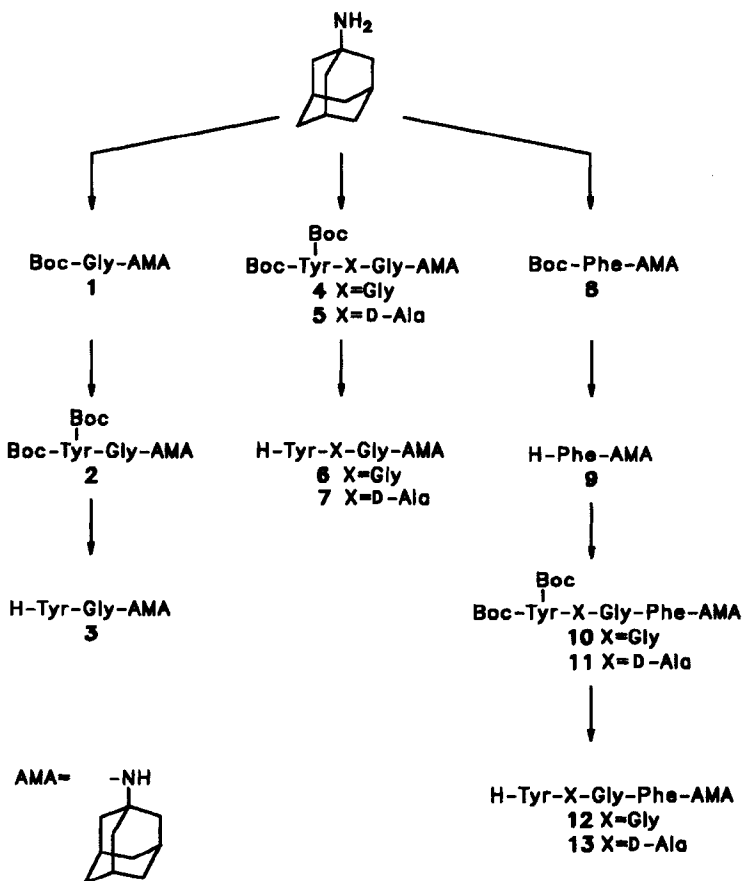 NH2
Boc
Boc-Gly-AMA
1
Boc-Tyr-X-Gly-AMA
4 X=Gly
5 X=D-Ala
Boc-Phe-AMA
8
Boc
Boc-Tyr-Gly-AMA
2
H-Tyr-X-Gly-AMA
6 X=Gly
7 X=D-Ala
H-Phe-AMA
9
H-Tyr-Gly-AMA
3
Boc
Boc-Tyr-X-Gly-Phe-AMA
10 X=Gly
11 X=D-Ala
AMA= -NH
H-Tyr-X-Gly-Phe-AMA
12 X=Gly
13 X=D-Ala